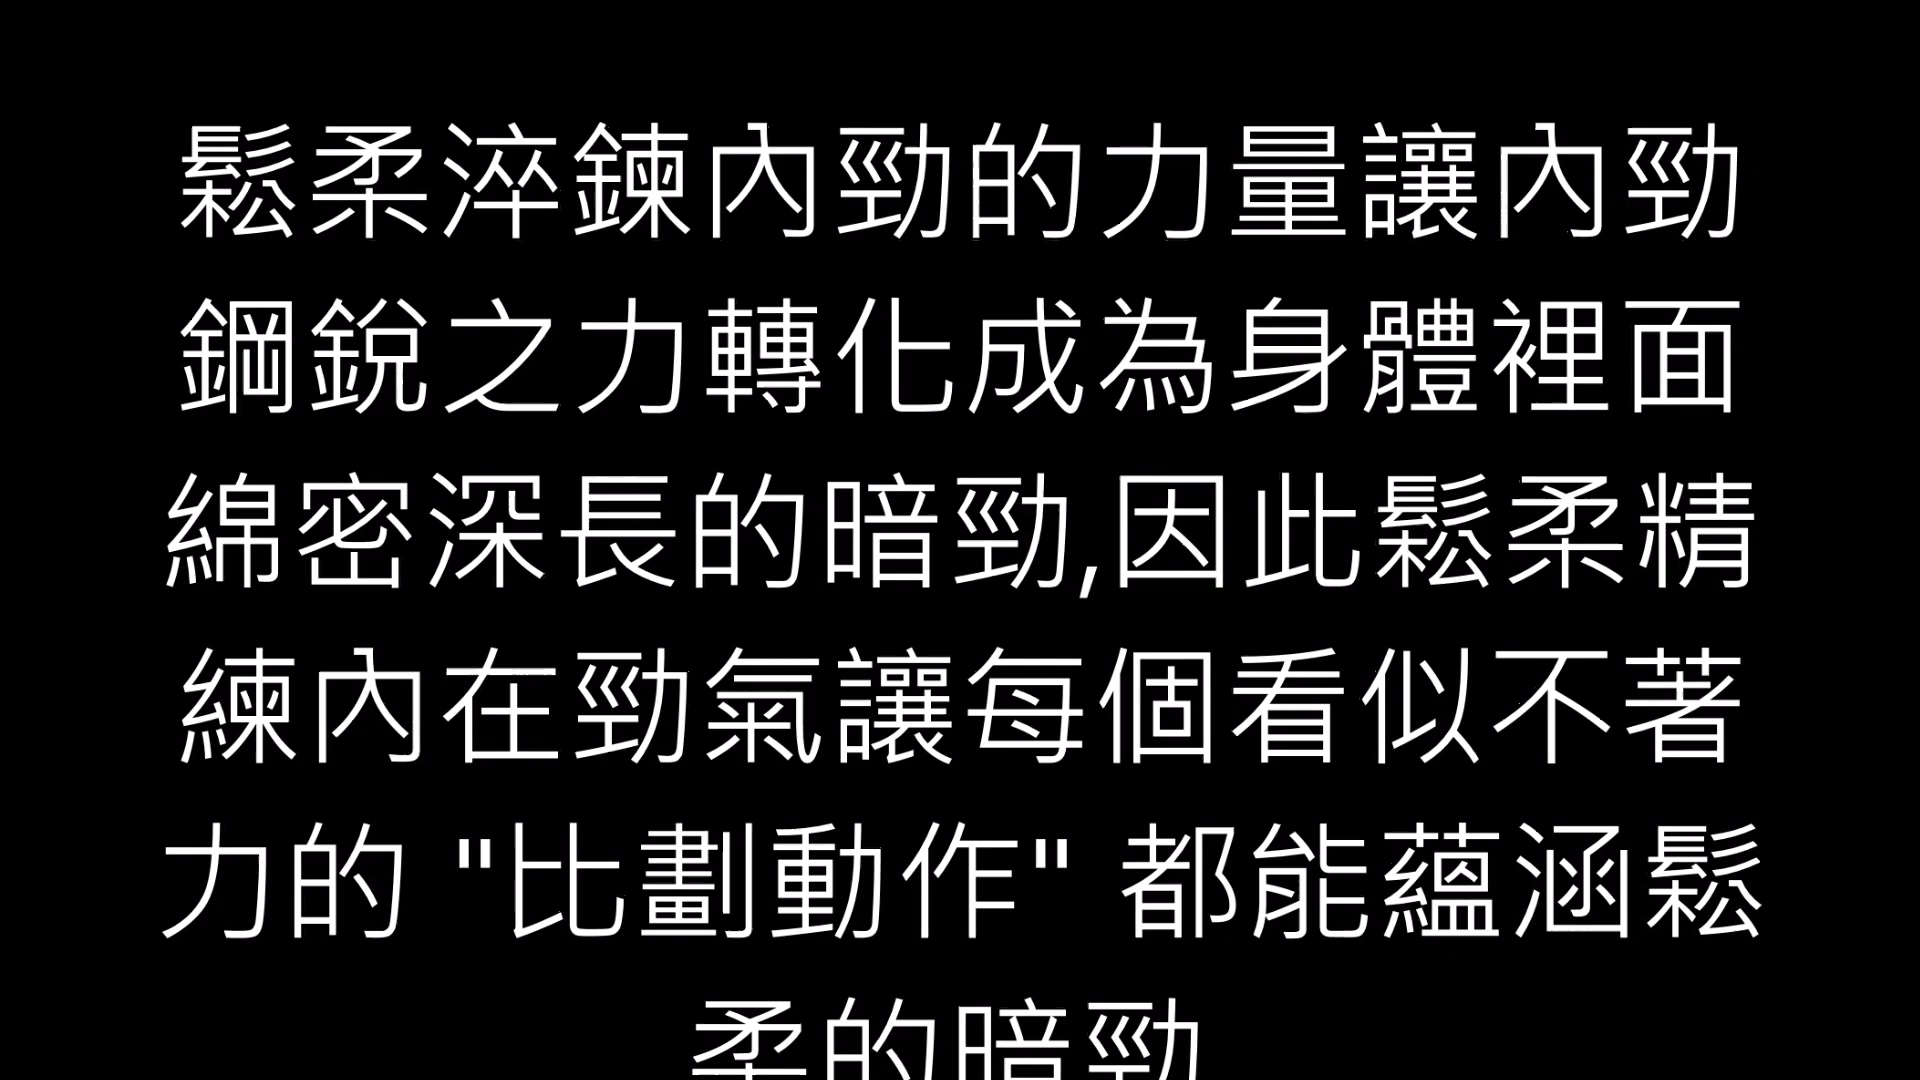 鬆柔淬鍊內勁的力量讓內勁
鋼銳之力轉化成為身體裡面
綿密深長的暗勁,因此鬆柔精
練內在勁氣讓每個看似不著
力的 "比劃動作" 都能蘊涵鬆
柔的暗勁